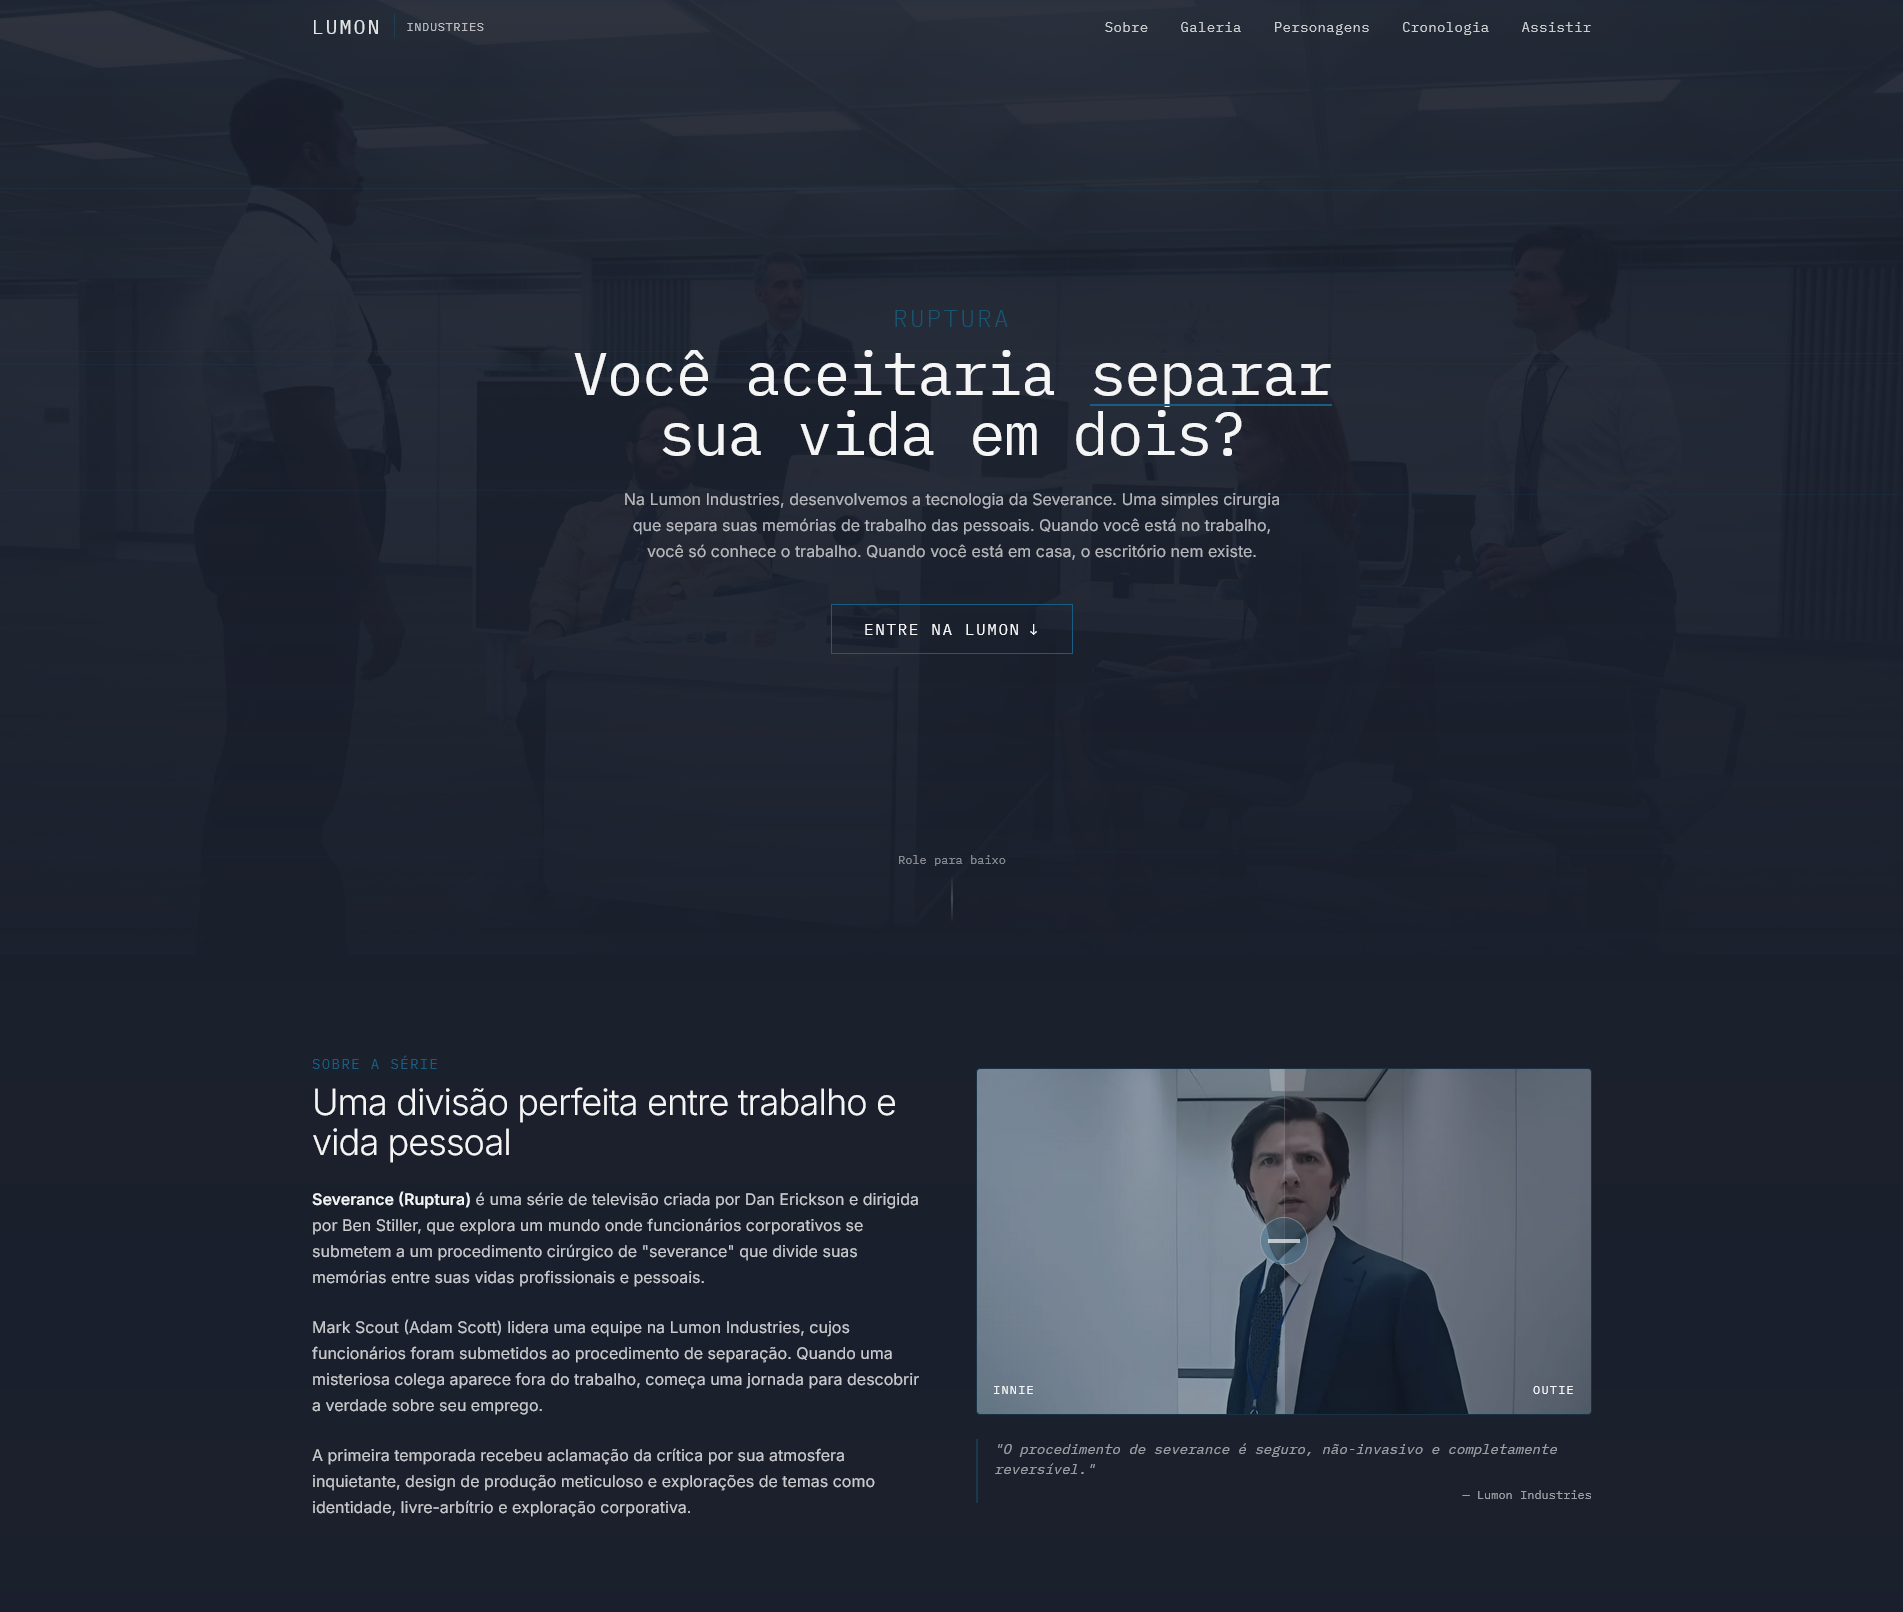 LUMON INDUSTRIES
Sobre Galeria Personagens Cronologia Assistir
RUPTURA
Você aceitaria separar
sua vida em dois?
Na Lumon Industries, desenvolvemos a tecnologia da Severance. Uma simples cirurgia
que separa suas memórias de trabalho das pessoais. Quando você está no trabalho,
você só conhece o trabalho. Quando você está em casa, o escritório nem existe.
ENTRE NA LUMON ↓
Role para baixo
SOBRE A SÉRIE
Uma divisão perfeita entre trabalho e
vida pessoal
Severance (Ruptura) é uma série de televisão criada por Dan Erickson e dirigida
por Ben Stiller, que explora um mundo onde funcionários corporativos se
submetem a um procedimento cirúrgico de "severance" que divide suas
memórias entre suas vidas profissionais e pessoais.
Mark Scout (Adam Scott) lidera uma equipe na Lumon Industries, cujos
funcionários foram submetidos ao procedimento de separação. Quando uma
misteriosa colega aparece fora do trabalho, começa uma jornada para descobrir
a verdade sobre seu emprego.
A primeira temporada recebeu aclamação da crítica por sua atmosfera
inquietante, design de produção meticuloso e explorações de temas como
identidade, livre-arbítrio e exploração corporativa.
INNIE OUTIE
"O procedimento de severance é seguro, não-invasivo e completamente
reversível."
— Lumon Industries